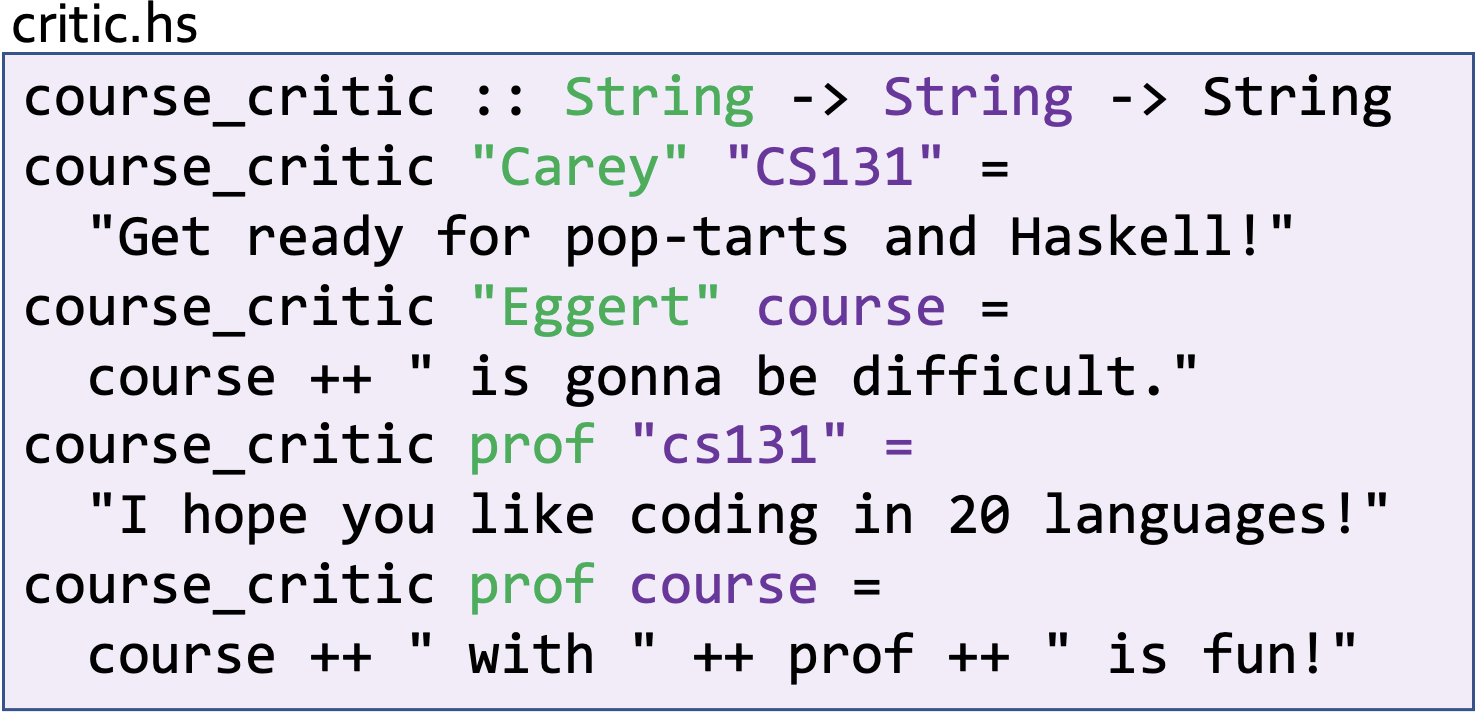 critic.hs
course_critic :: String -> String -> String
course_critic "Carey" "CS131" =
  "Get ready for pop-tarts and Haskell!"
course_critic "Eggert" course =
  course ++ " is gonna be difficult."
course_critic prof "cs131" =
  "I hope you like coding in 20 languages!"
course_critic prof course =
  course ++ " with " ++ prof ++ " is fun!"